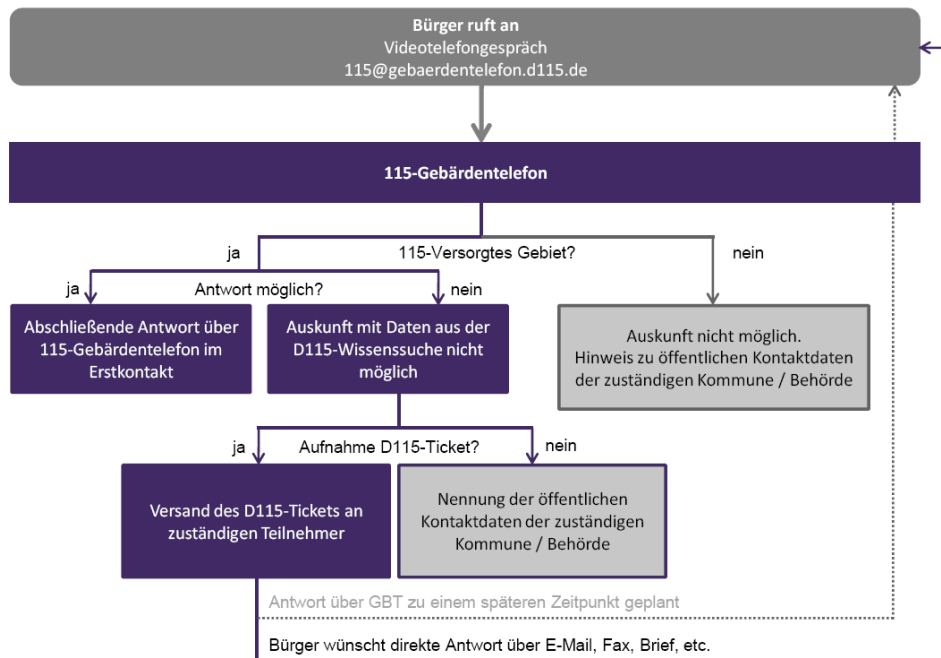 Bürger ruft an
Videotelefongespräch
115@gebaerdentelefon.d115.de
115-Gebärdentelefon
ja
115-Versorgtes Gebiet?
nein
ja
Antwort möglich?
nein
Abschließende Antwort über
115-Gebärdentelefon im
Erstkontakt
Auskunft mit Daten aus der
D115-Wissenssuche nicht
möglich
Auskunft nicht möglich.
Hinweis zu öffentlichen Kontaktdaten
der zuständigen Kommune / Behörde
ja
Aufnahme D115-Ticket?
nein
Versand des D115-Tickets an
zuständigen Teilnehmer
Nennung der öffentlichen
Kontaktdaten der zuständigen
Kommune / Behörde
Antwort über GBT zu einem späteren Zeitpunkt geplant
Bürger wünscht direkte Antwort über E-Mail, Fax, Brief, etc.